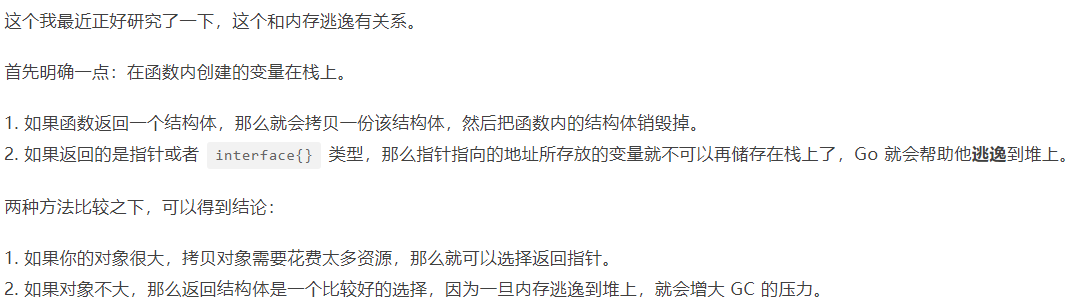 这个我最近正好研究了一下，这个和内存逃逸有关系。
首先明确一点：在函数内创建的变量在栈上。
1. 如果函数返回一个结构体，那么就会拷贝一份该结构体，然后把函数内的结构体销毁掉。
2. 如果返回的是指针或者 interface{} 类型，那么指针指向的地址所存放的变量就不可以再储存在栈上了，Go 就会帮助他逃逸到堆上。
两种方法比较之下，可以得到结论：
1. 如果你的对象很大，拷贝对象需要花费太多资源，那么就可以选择返回指针。
2. 如果对象不大，那么返回结构体是一个比较好的选择，因为一旦内存逃逸到堆上，就会增大 GC 的压力。